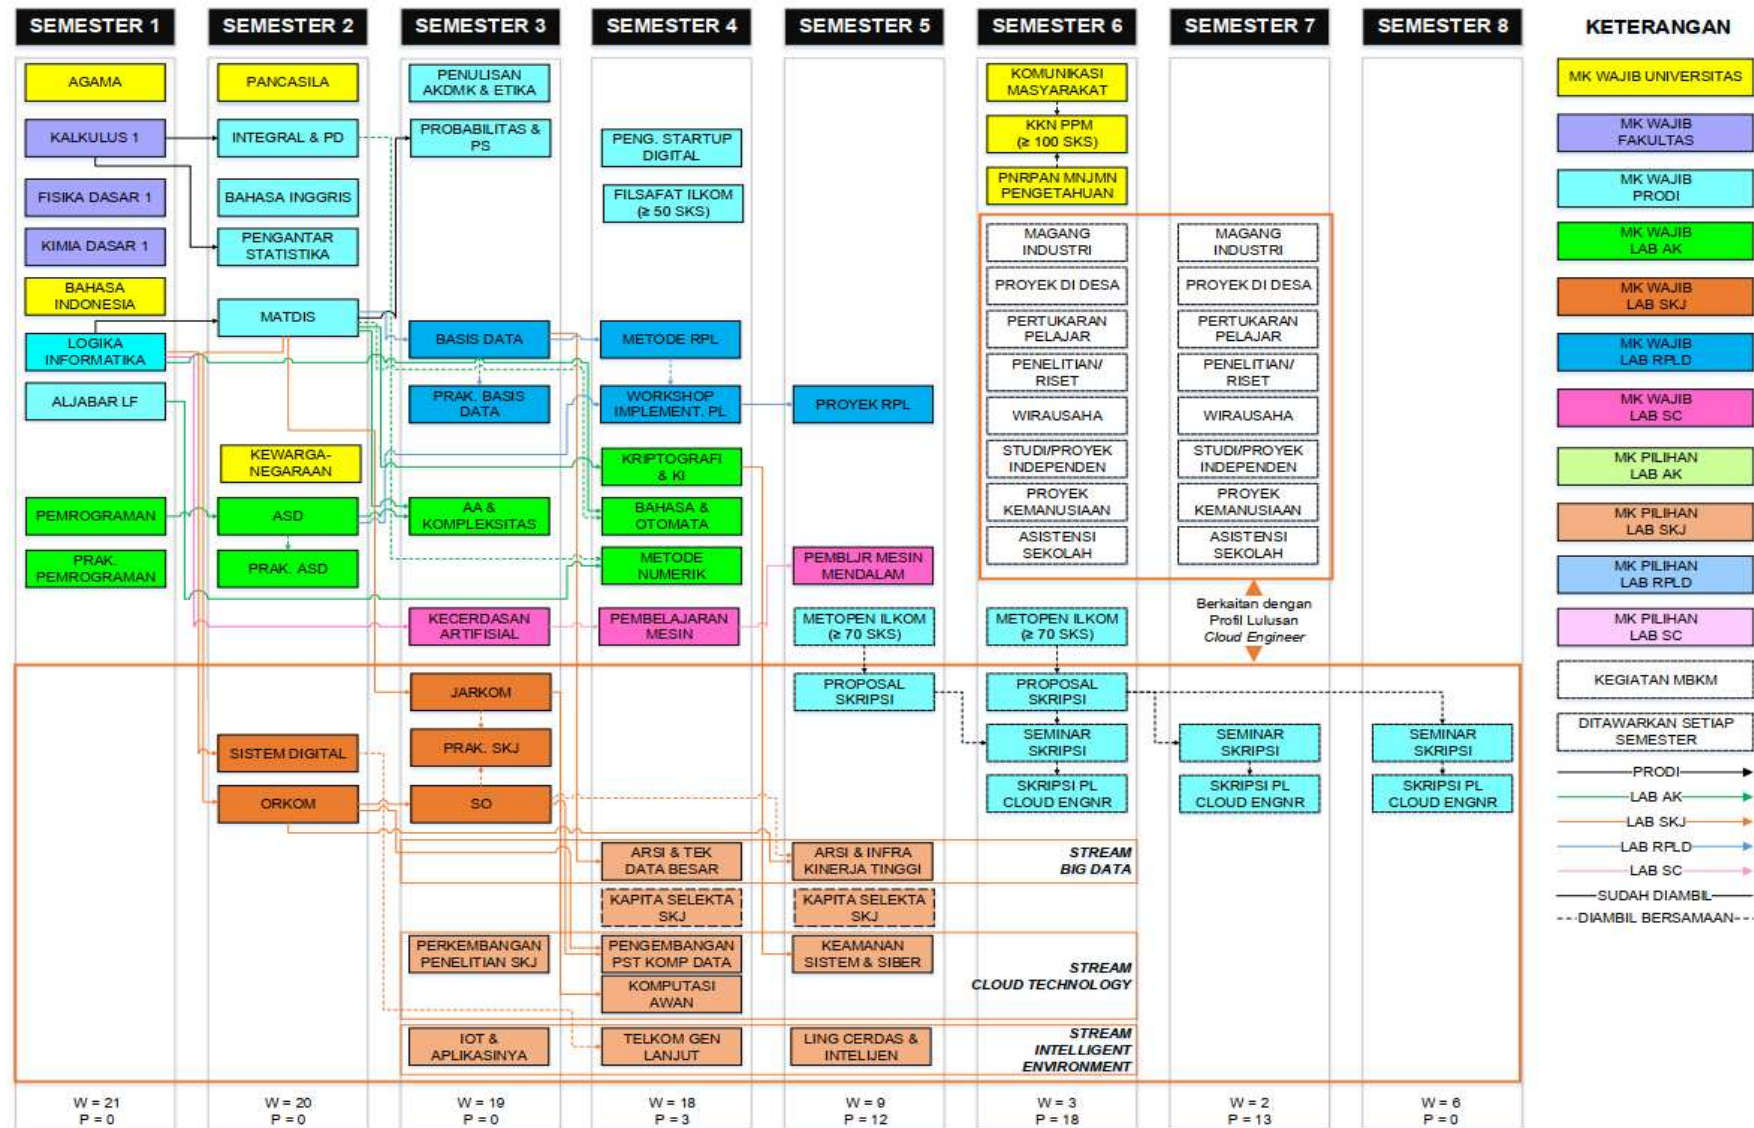 SEMESTER 1
AGAMA
KALKULUS 1
FISIKA DASAR 1
KIMIA DASAR 1
BAHASA
INDONESIA
LOGIKA
INFORMATIKA
ALJABAR LF
PEMROGRAMAN
PRAK.
PEMROGRAMAN
W = 21
P = 0
SEMESTER 2
PANCASILA
INTEGRAL & PD
BAHASA INGGRIS
PENGANTAR
STATISTIKA
MATDIS
KEWARGA-
NEGARAAN
ASD
PRAK. ASD
SISTEM DIGITAL
ORKOM
W = 20
P = 0
SEMESTER 3
PENULISAN
AKDMK & ETIKA
PROBABILITAS &
PS
BASIS DATA
PRAK. BASIS
DATA
AA &
KOMPLEKSITAS
KECERDASAN
ARTIFISIAL
JARKOM
PRAK. SKJ
SO
PERKEMBANGAN
PENELITIAN SKJ
IOT &
APLIKASINYA
W = 19
P = 0
SEMESTER 4
PENG. STARTUP
DIGITAL
FILSAFAT ILKOM
(≥ 50 SKS)
METODE RPL
WORKSHOP
IMPLEMENT. PL
KRIPTOGRAFI
& KI
BAHASA &
OTOMATA
METODE
NUMERIK
PEMBELAJARAN
MESIN
ARSI & TEK
DATA BESAR
KAPITA SELEKTA
SKJ
PENGEMBANGAN
PST KOMP DATA
KOMPUTASI
AWAN
TELKOM GEN
LANJUT
W = 18
P = 3
SEMESTER 5
PROYEK RPL
PEMBLJR MESIN
MENDALAM
METOPEN ILKOM
(≥ 70 SKS)
PROPOSAL
SKRIPSI
ARSI & INFRA
KINERJA TINGGI
KAPITA SELEKTA
SKJ
KEAMANAN
SISTEM & SIBER
LING CERDAS &
INTELIJEN
W = 9
P = 12
SEMESTER 6
KOMUNIKASI
MASYARAKAT
KKN PPM
(≥ 100 SKS)
PNRPAN MNJMN
PENGETAHUAN
MAGANG
INDUSTRI
PROYEK DI DESA
PERTUKARAN
PELAJAR
PENELITIAN/
RISET
WIRAUSAHA
STUDI/PROYEK
INDEPENDEN
PROYEK
KEMANUSIAAN
ASISTENSI
SEKOLAH
METOPEN ILKOM
(≥ 70 SKS)
PROPOSAL
SKRIPSI
SEMINAR
SKRIPSI
SKRIPSI PL
CLOUD ENGNR
STREAM
BIG DATA
STREAM
CLOUD TECHNOLOGY
STREAM
INTELLIGENT
ENVIRONMENT
W = 3
P = 18
SEMESTER 7
MAGANG
INDUSTRI
PROYEK DI DESA
PERTUKARAN
PELAJAR
PENELITIAN/
RISET
WIRAUSAHA
STUDI/PROYEK
INDEPENDEN
PROYEK
KEMANUSIAAN
ASISTENSI
SEKOLAH
Berkaitan dengan
Profil Lulusan
Cloud Engineer
SEMINAR
SKRIPSI
SKRIPSI PL
CLOUD ENGNR
W = 2
P = 13
SEMESTER 8
SEMINAR
SKRIPSI
SKRIPSI PL
CLOUD ENGNR
W = 6
P = 0
KETERANGAN
MK WAJIB UNIVERSITAS
MK WAJIB
FAKULTAS
MK WAJIB
PRODI
MK WAJIB
LAB AK
MK WAJIB
LAB SKJ
MK WAJIB
LAB RPLD
MK WAJIB
LAB SC
MK PILIHAN
LAB AK
MK PILIHAN
LAB SKJ
MK PILIHAN
LAB RPLD
MK PILIHAN
LAB SC
KEGIATAN MBKM
DITAWARKAN SETIAP
SEMESTER
PRODI
LAB AK
LAB SKJ
LAB RPLD
LAB SC
SUDAH DIAMBIL
DIAMBIL BERSAMAAN